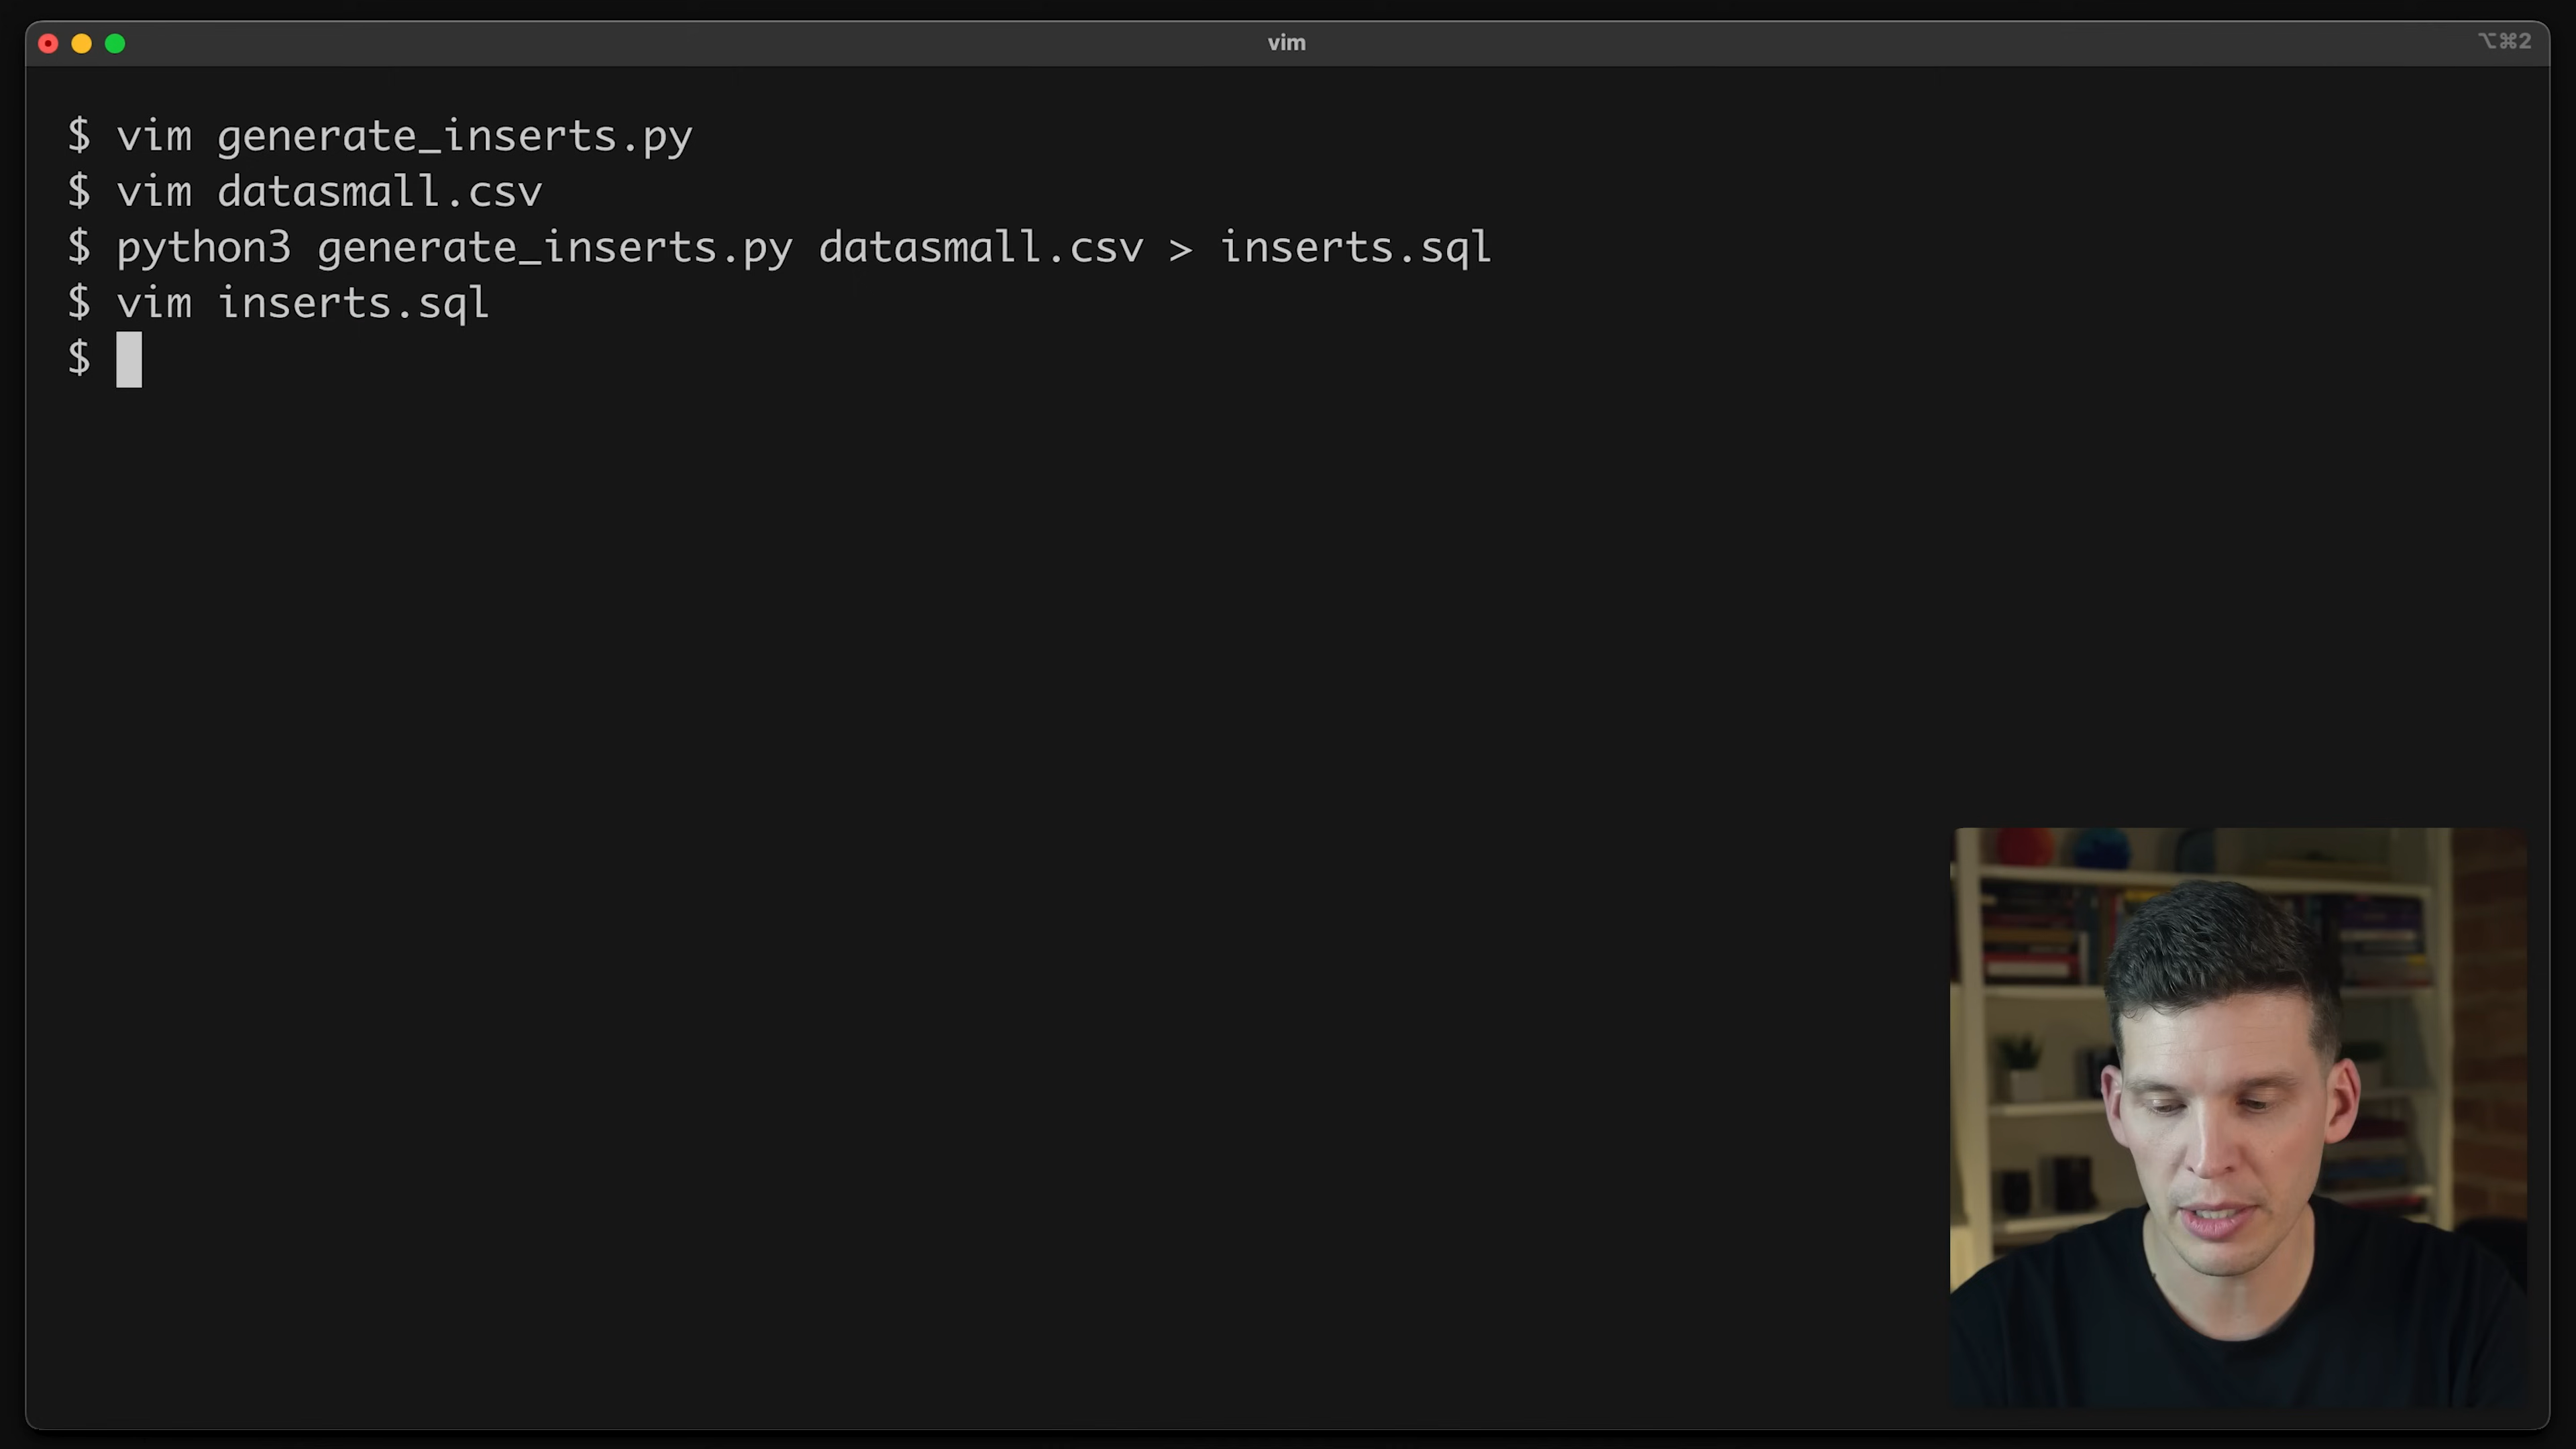 vim
⌥⌘2
$ vim generate_inserts.py
$ vim datasmall.csv
$ python3 generate_inserts.py datasmall.csv > inserts.sql
$ vim inserts.sql
$